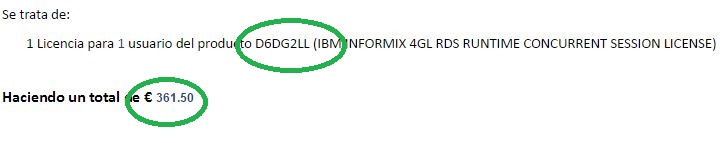 Se trata de:
1 Licencia para 1 usuario del producto D6DG2LL (IBM INFORMIX 4GL RDS RUNTIME CONCURRENT SESSION LICENSE)
Haciendo un total de € 361.50